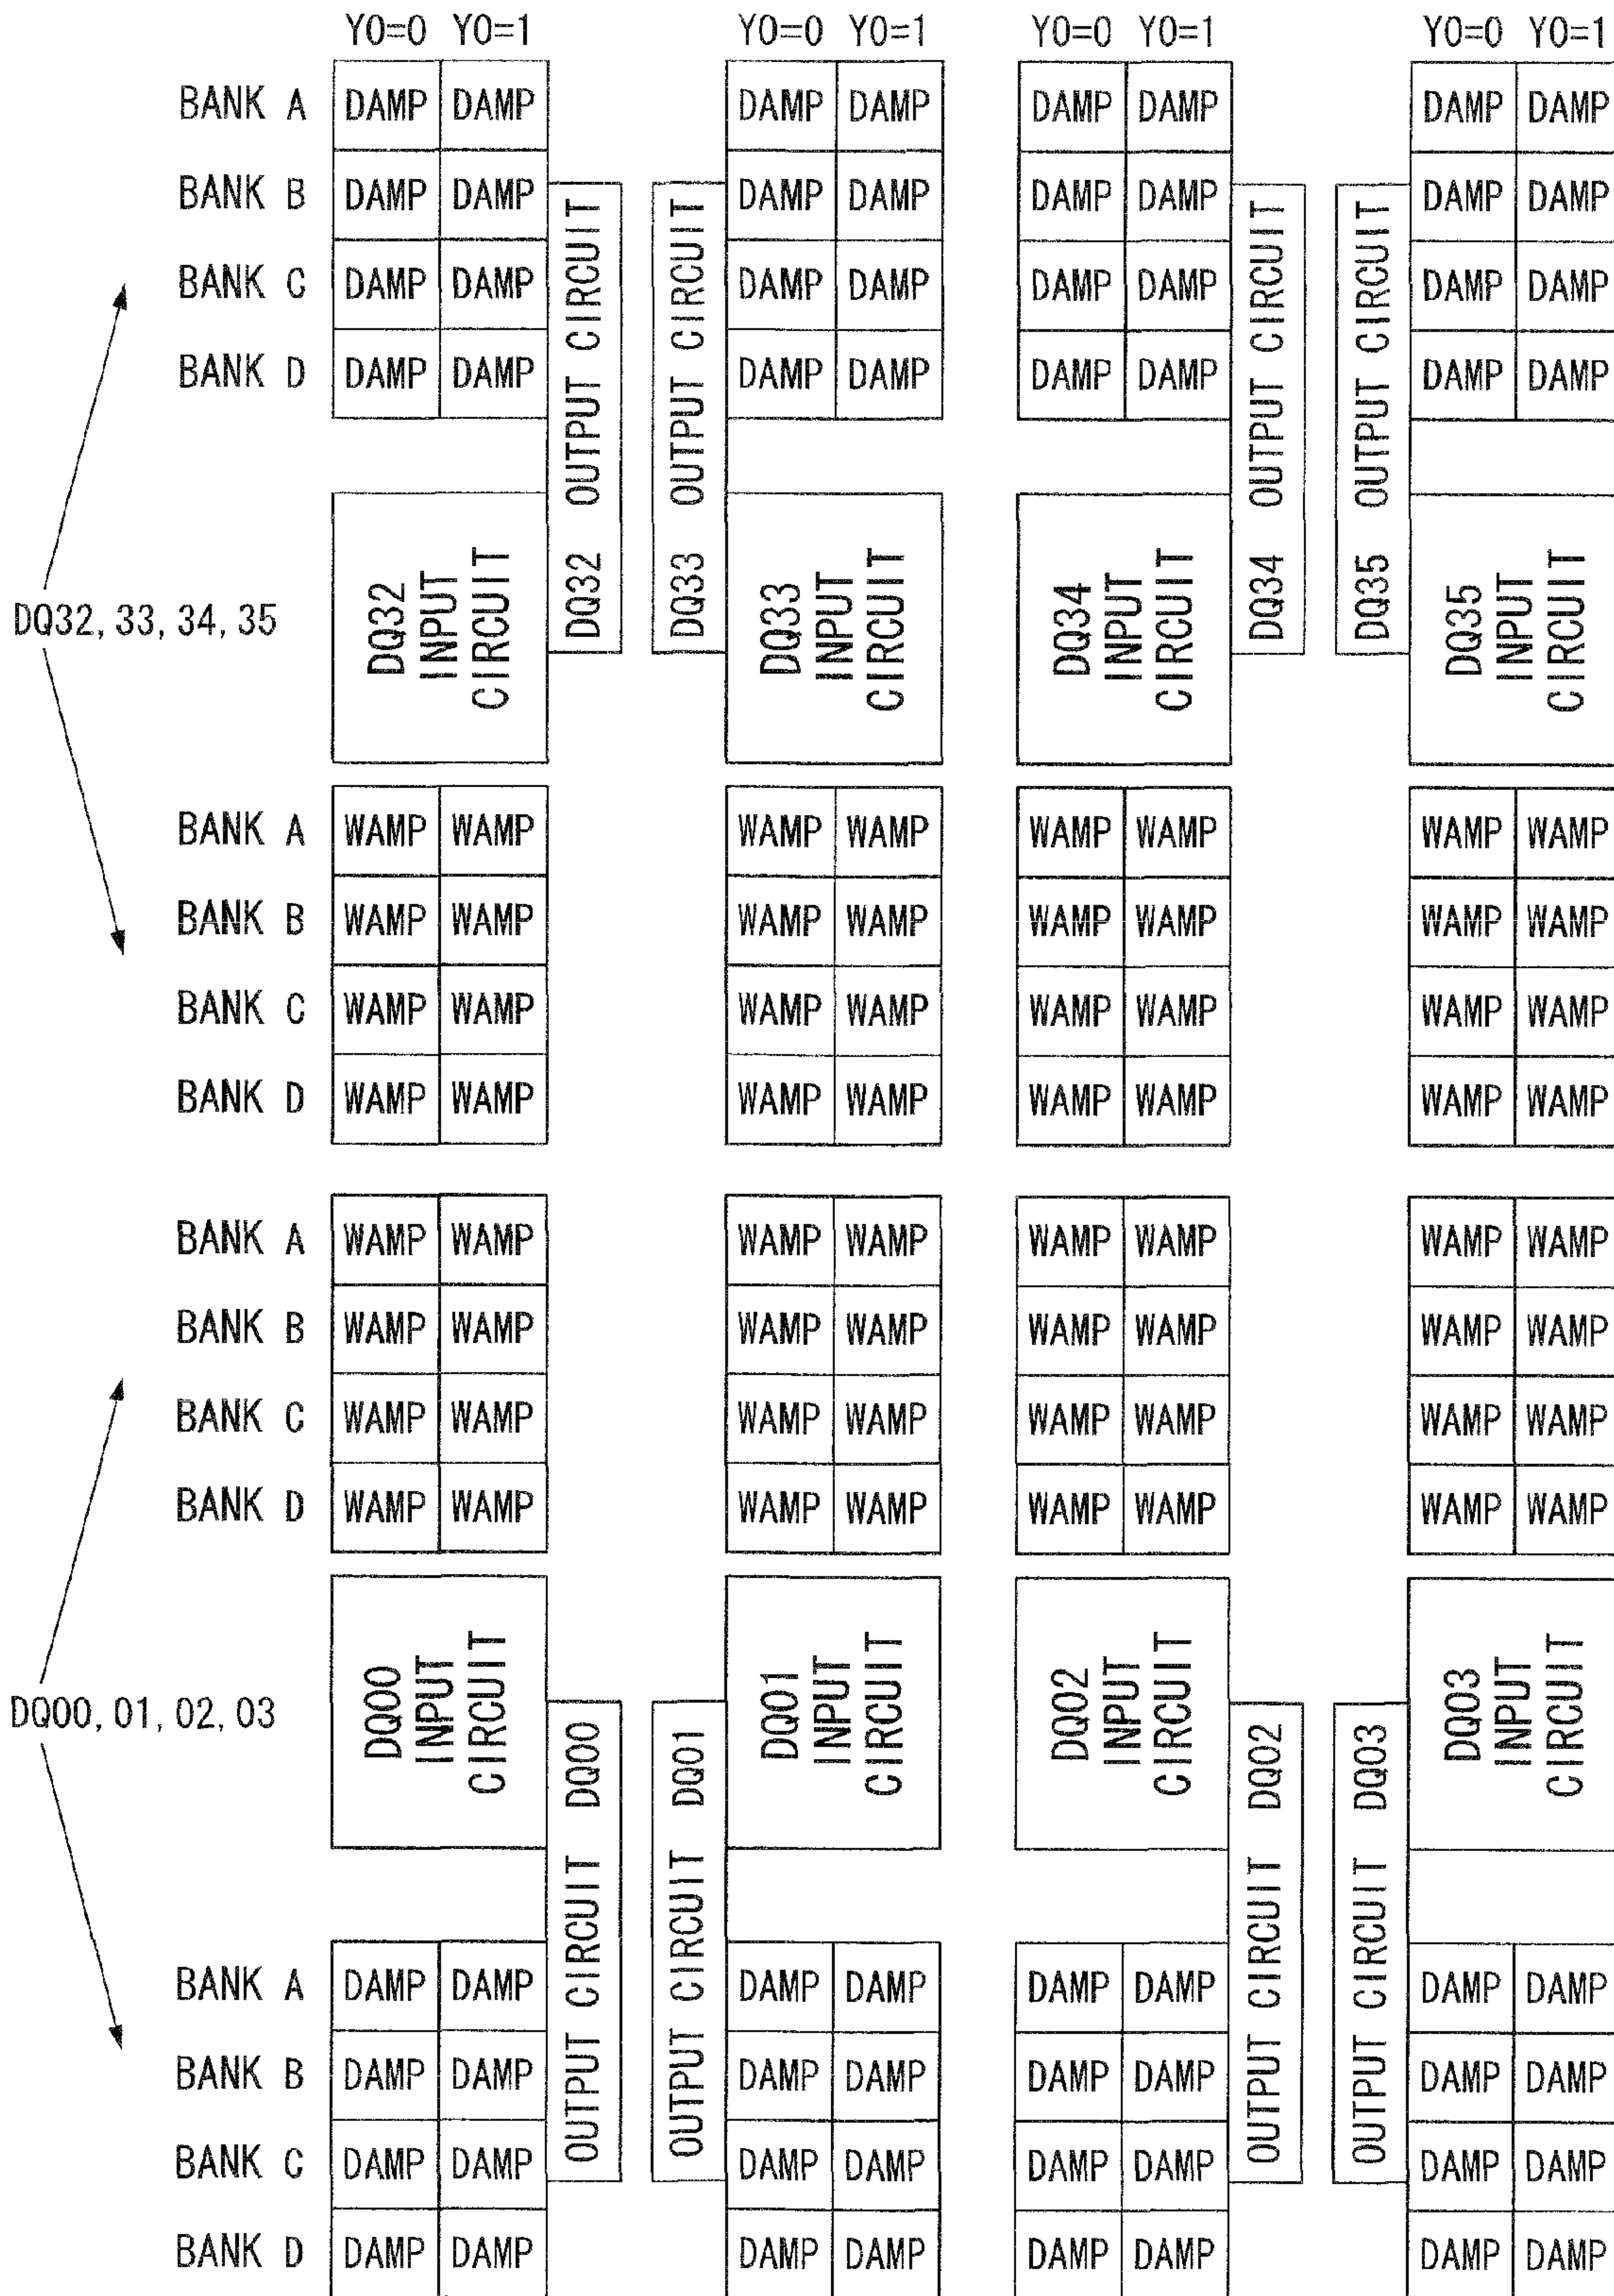 Y0=0 Y0=1 Y0=0 Y0=1 Y0=0 Y0=1 Y0=0 Y0=1
BANK A DAMP DAMP DAMP DAMP DAMP DAMP DAMP DAMP
BANK B DAMP DAMP DAMP DAMP DAMP DAMP DAMP DAMP
BANK C DAMP DAMP DAMP DAMP DAMP DAMP DAMP DAMP
BANK D DAMP DAMP DAMP DAMP DAMP DAMP DAMP DAMP
DQ32 OUTPUT CIRCUIT
DQ33 OUTPUT CIRCUIT
DQ34 OUTPUT CIRCUIT
DQ35 OUTPUT CIRCUIT
DQ32, 33, 34, 35
DQ32
INPUT
CIRCUIT
DQ33
INPUT
CIRCUIT
DQ34
INPUT
CIRCUIT
DQ35
INPUT
CIRCUIT
BANK A WAMP WAMP WAMP WAMP WAMP WAMP WAMP WAMP
BANK B WAMP WAMP WAMP WAMP WAMP WAMP WAMP WAMP
BANK C WAMP WAMP WAMP WAMP WAMP WAMP WAMP WAMP
BANK D WAMP WAMP WAMP WAMP WAMP WAMP WAMP WAMP
BANK A WAMP WAMP WAMP WAMP WAMP WAMP WAMP WAMP
BANK B WAMP WAMP WAMP WAMP WAMP WAMP WAMP WAMP
BANK C WAMP WAMP WAMP WAMP WAMP WAMP WAMP WAMP
BANK D WAMP WAMP WAMP WAMP WAMP WAMP WAMP WAMP
DQ00, 01, 02, 03
DQ00
INPUT
CIRCUIT
DQ01
INPUT
CIRCUIT
DQ02
INPUT
CIRCUIT
DQ03
INPUT
CIRCUIT
OUTPUT CIRCUIT DQ00
OUTPUT CIRCUIT DQ01
OUTPUT CIRCUIT DQ02
OUTPUT CIRCUIT DQ03
BANK A DAMP DAMP DAMP DAMP DAMP DAMP DAMP DAMP
BANK B DAMP DAMP DAMP DAMP DAMP DAMP DAMP DAMP
BANK C DAMP DAMP DAMP DAMP DAMP DAMP DAMP DAMP
BANK D DAMP DAMP DAMP DAMP DAMP DAMP DAMP DAMP